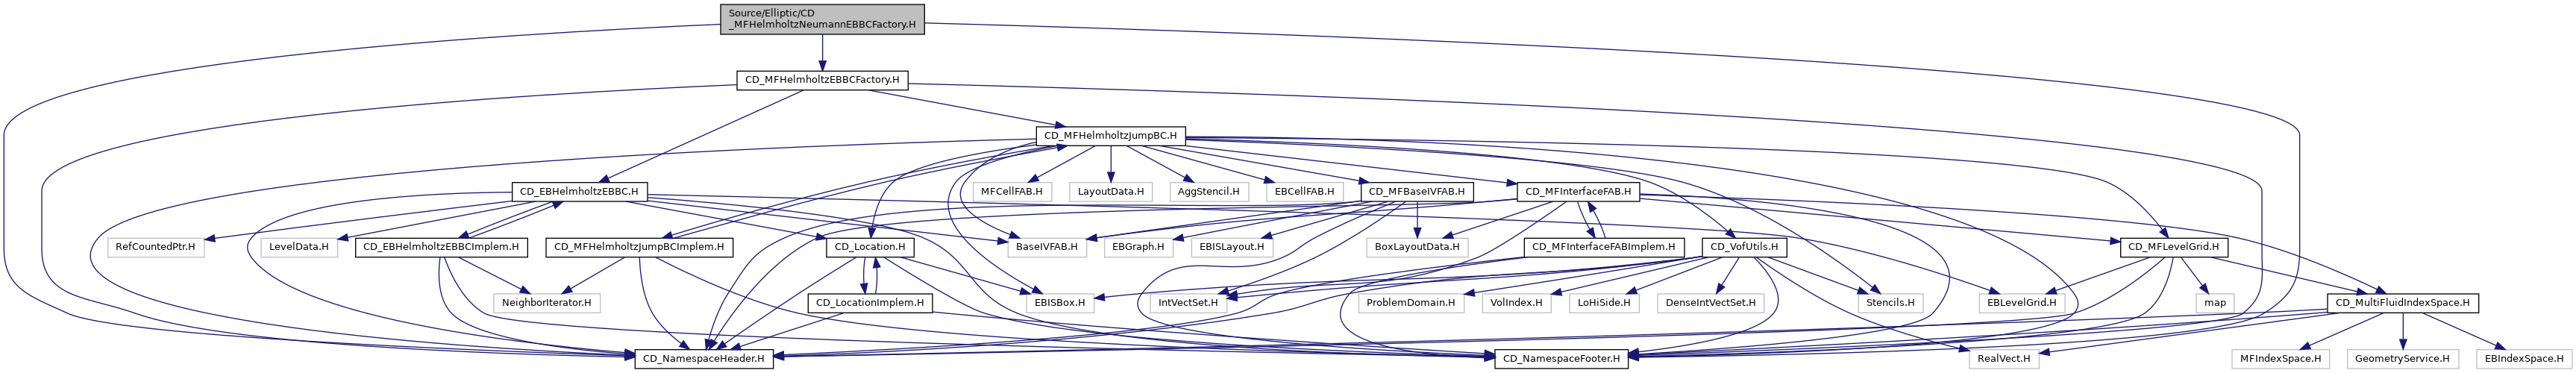 Source/Elliptic/CD
_MFHelmholtzNeumannEBBCFactory.H
CD_MFHelmholtzEBBCFactory.H
CD_MFHelmholtzJumpBC.H
CD_EBHelmholtzEBBC.H
MFCellFAB.H
LayoutData.H
AggStencil.H
EBCellFAB.H
CD_MFBaseIVFAB.H
CD_MFInterfaceFAB.H
RefCountedPtr.H
LevelData.H
CD_EBHelmholtzEBBCImplem.H
CD_MFHelmholtzJumpBCImplem.H
CD_Location.H
BaseIVFAB.H
EBGraph.H
EBISLayout.H
BoxLayoutData.H
CD_MFInterfaceFABImplem.H
CD_VofUtils.H
CD_MFLevelGrid.H
NeighborIterator.H
CD_LocationImplem.H
EBISBox.H
IntVectSet.H
ProblemDomain.H
VolIndex.H
LoHiSide.H
DenseIntVectSet.H
Stencils.H
EBLevelGrid.H
map
CD_MultiFluidIndexSpace.H
CD_NamespaceHeader.H
CD_NamespaceFooter.H
RealVect.H
MFIndexSpace.H
GeometryService.H
EBIndexSpace.H